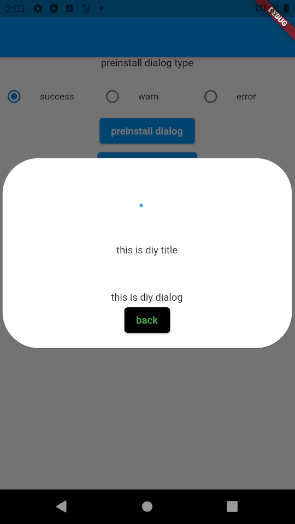 2:03
DEBUG
preinstall dialog type
success
warn
error
preinstall dialog
this is diy title
this is diy dialog
back